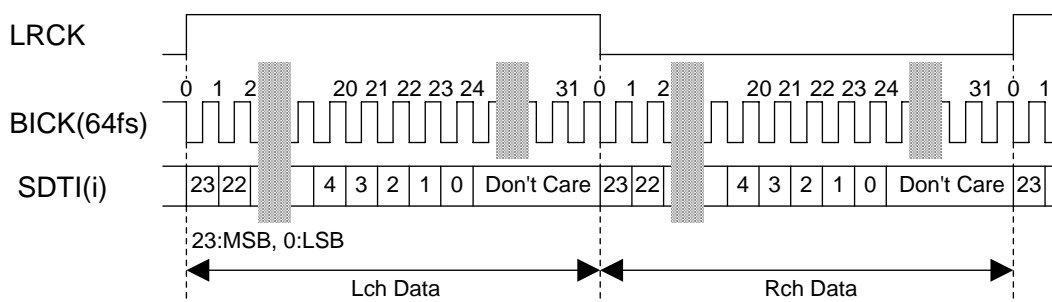 LRCK
0 1 2 20 21 22 23 24 31 0 1 2 20 21 22 23 24 31 0 1
BICK(64fs)
SDTI(i) 23 22 4 3 2 1 0 Don't Care 23 22 4 3 2 1 0 Don't Care 23
23:MSB, 0:LSB
Lch Data Rch Data